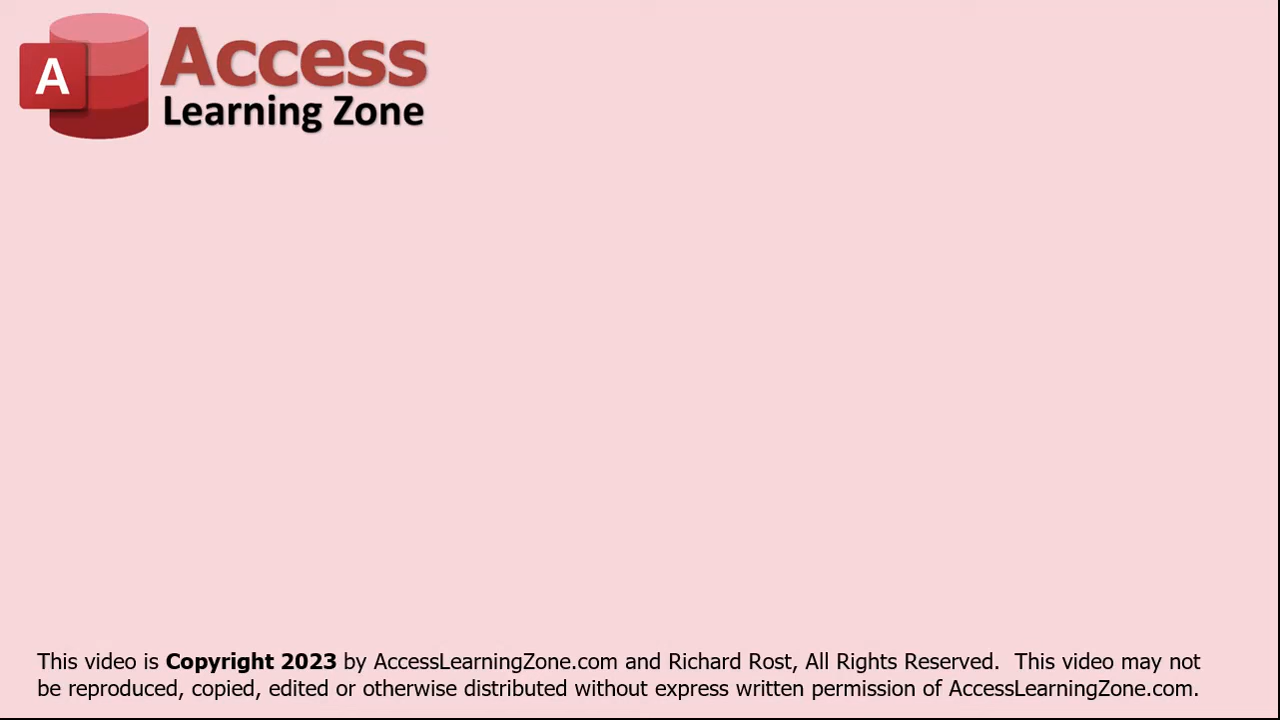 A
Access
Learning Zone
This video is Copyright 2023 by AccessLearningZone.com and Richard Rost, All Rights Reserved.  This video may not
be reproduced, copied, edited or otherwise distributed without express written permission of AccessLearningZone.com.